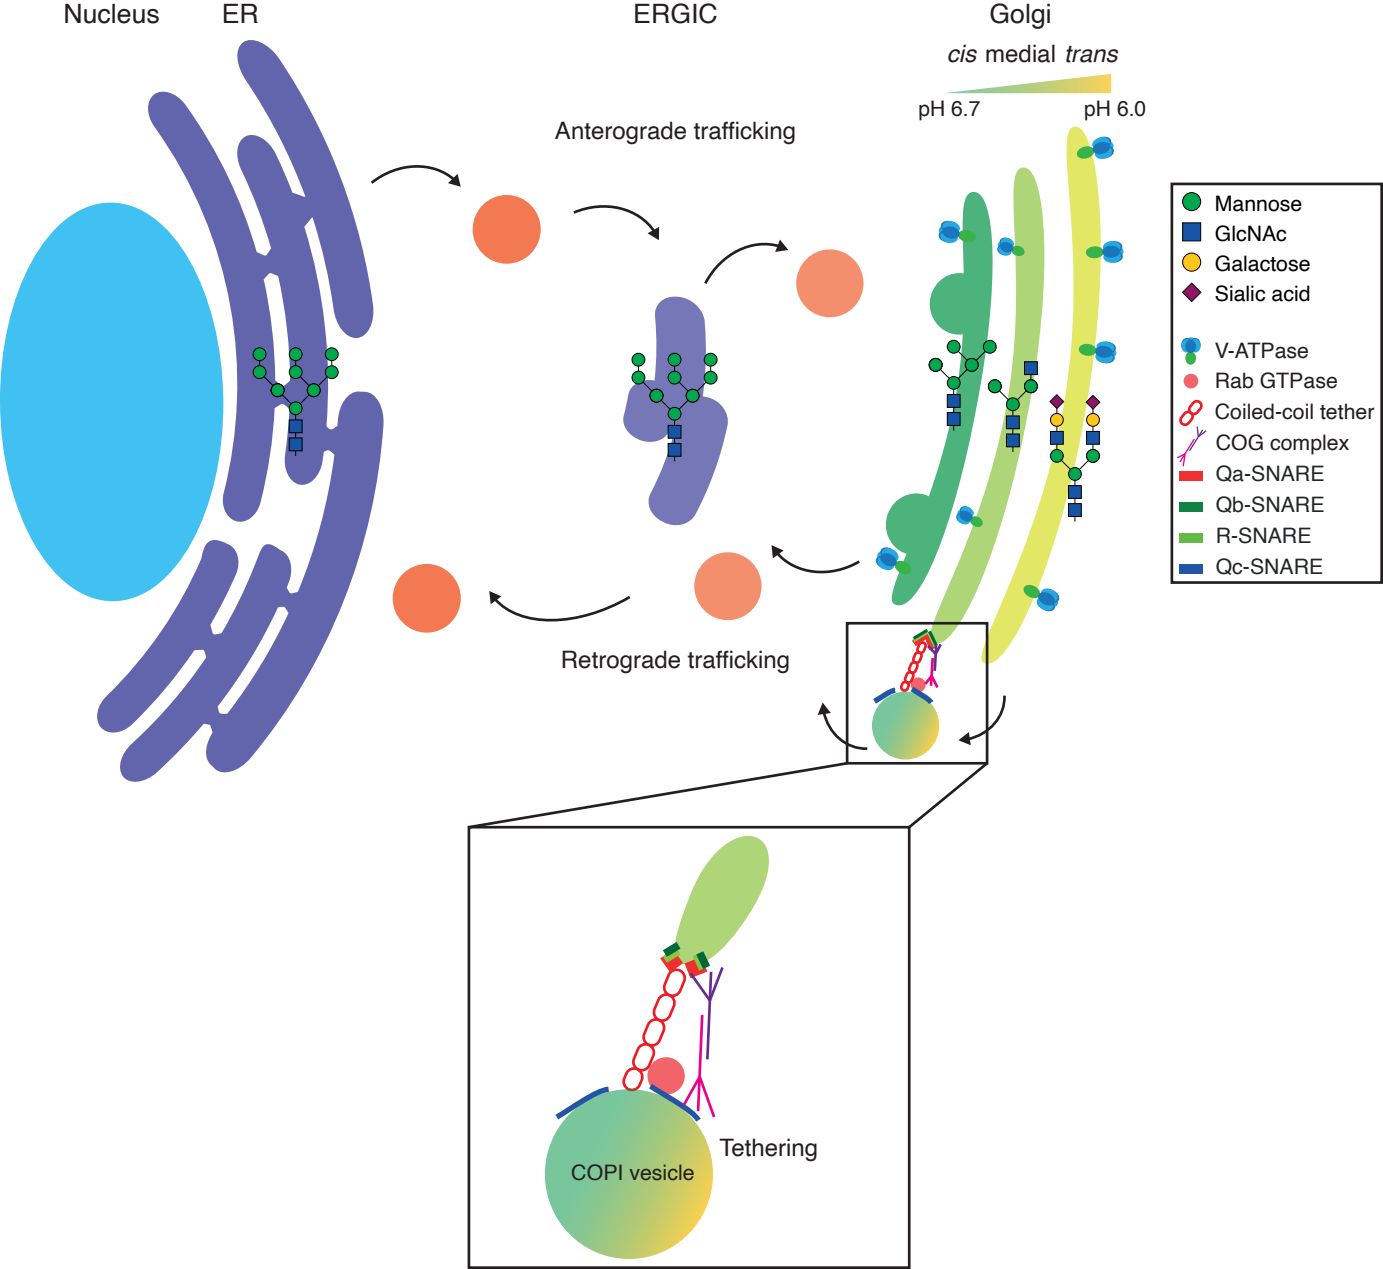 Nucleus
ER
ERGIC
Golgi
cis medial trans
pH 6.7
pH 6.0
Anterograde trafficking
Mannose
GlcNAc
Galactose
Sialic acid
V-ATPase
Rab GTPase
Coiled-coil tether
COG complex
Qa-SNARE
Qb-SNARE
R-SNARE
Qc-SNARE
Retrograde trafficking
Tethering
COPI vesicle